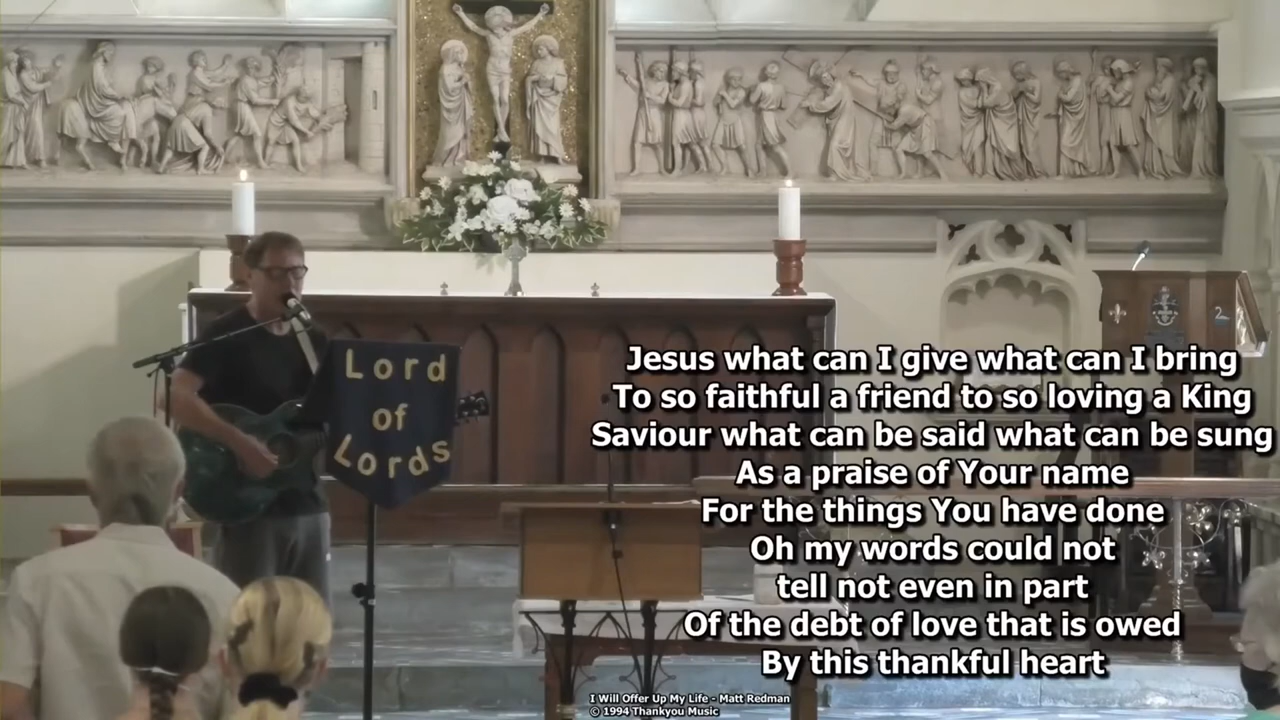 Lord
of
Lords
Jesus what can I give what can I bring
To so faithful a friend to so loving a King
Saviour what can be said what can be sung
As a praise of Your name
For the things You have done
Oh my words could not
tell not even in part
Of the debt of love that is owed
By this thankful heart
I Will Offer Up My Life - Matt Redman
© 1994 Thankyou Music